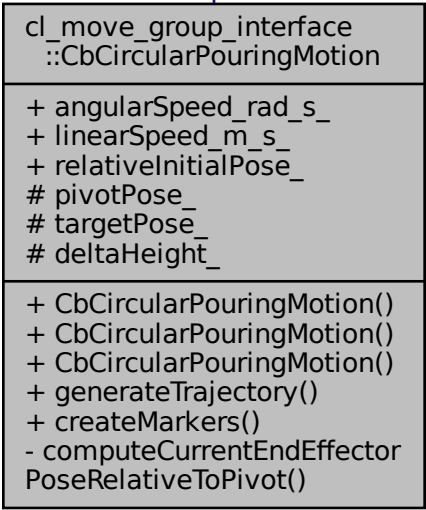 cl_move_group_interface
::CbCircularPouringMotion
+ angularSpeed_rad_s_
+ linearSpeed_m_s_
+ relativeInitialPose_
# pivotPose_
# targetPose_
# deltaHeight_
+ CbCircularPouringMotion()
+ CbCircularPouringMotion()
+ CbCircularPouringMotion()
+ generateTrajectory()
+ createMarkers()
- computeCurrentEndEffector
PoseRelativeToPivot()